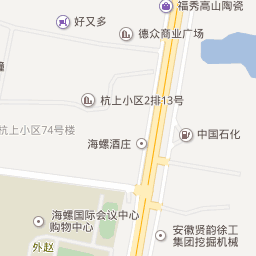 福秀高山陶瓷
好又多
德众商业广场
杭上小区2排13号
杭上小区74号楼
中国石化
海螺酒庄
海螺国际会议中心
购物中心
安徽贤韵徐工
集团挖掘机械
外赵